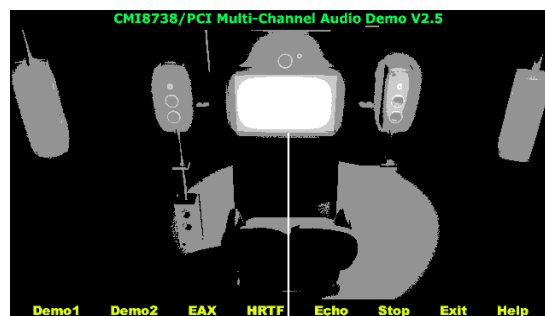 CMI8738/PCI Multi-Channel Audio Demo V2.5
Demo1 Demo2 EAX HRTF Echo Stop Exit Help